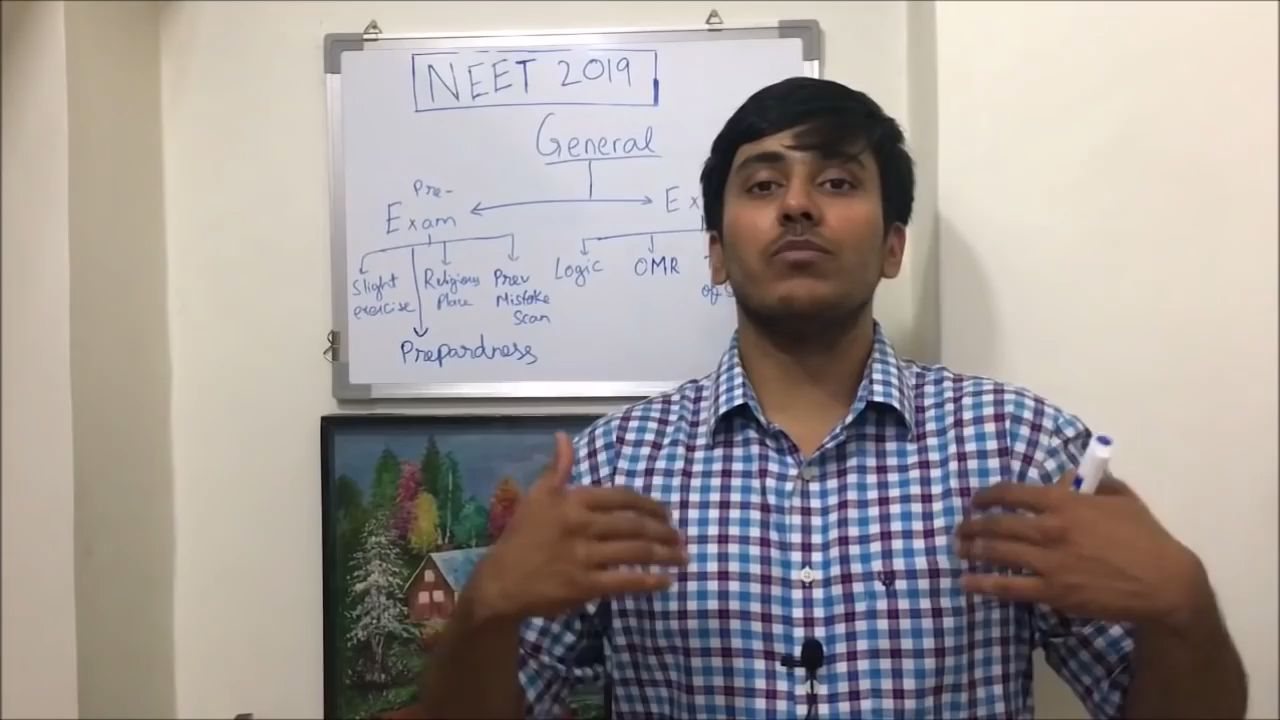 NEET 2019
General
Pre-
Exam
Slight
exercise
Religious
Place
Prev
Mistake
Scan
Prepardness
Logic
OMR